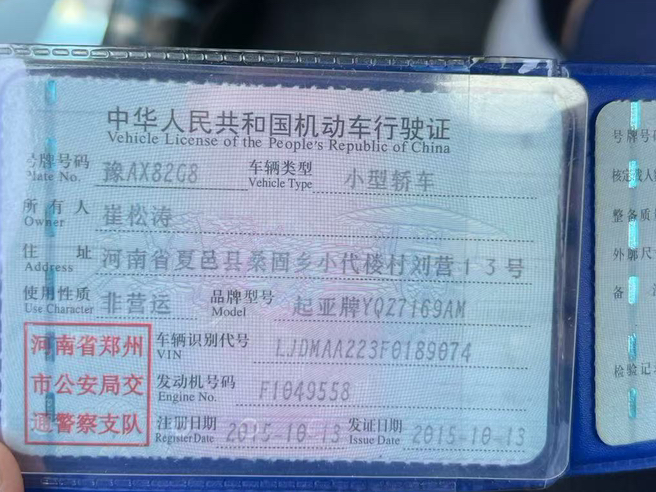 中华人民共和国机动车行驶证
Vehicle License of the People's Republic of China
号牌号码 豫AX82G8 车辆类型 小型轿车
Plate No. Vehicle Type
所有人 崔松涛
Owner
住址 河南省夏邑县桑固乡小代楼村刘营13号
Address
使用性质 非营运 品牌型号 起亚牌YQZ7169AM
Use Character Model
河南省郑州
市公安局交
通警察支队
车辆识别代号 LJDMAA223F0189074
VIN
发动机号码 F1049558
Engine No.
注册日期 2015-10-13 发证日期 2015-10-13
Register Date Issue Date
号牌号码
核定
整备质
外廓尺
备
检验记